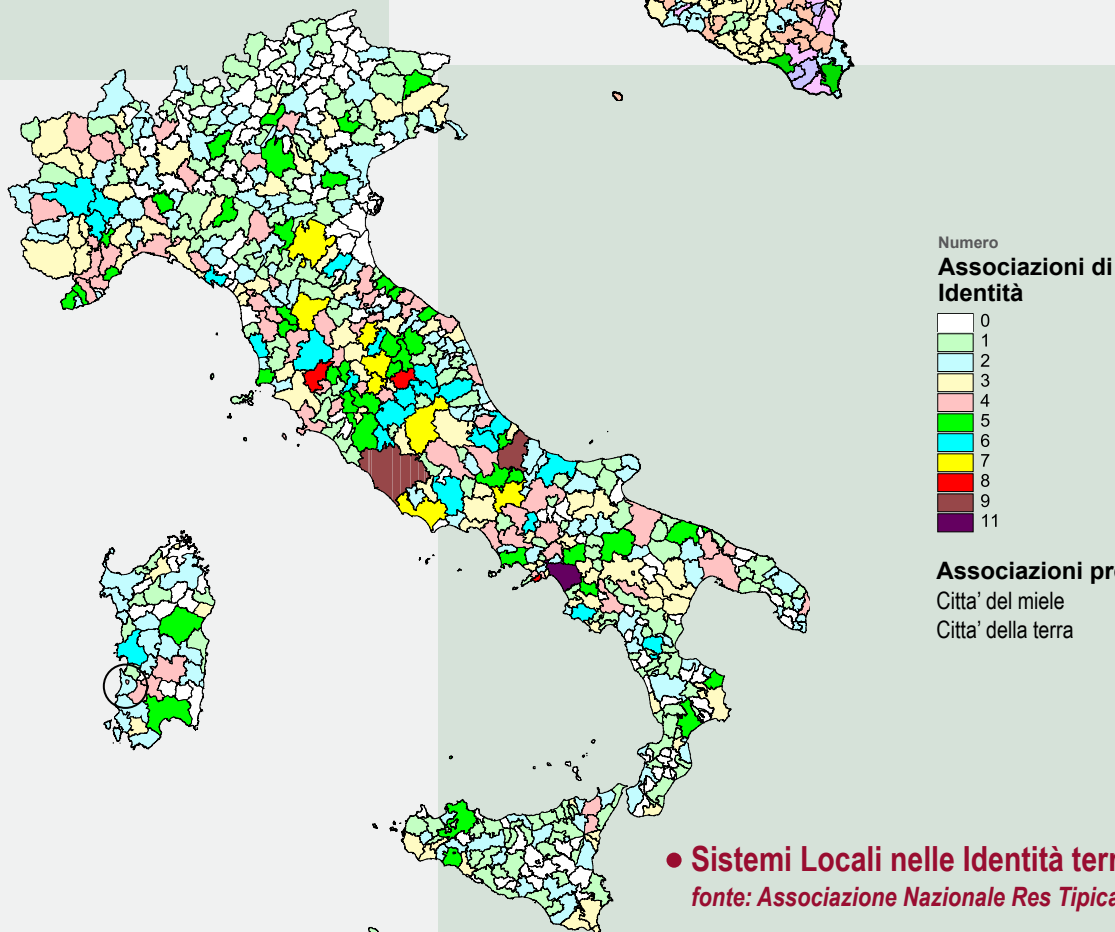 Numero
Associazioni di
Identità
0
1
2
3
4
5
6
7
8
9
11
Associazioni pr
Citta' del miele
Citta' della terra
• Sistemi Locali nelle Identità terr
fonte: Associazione Nazionale Res Tipica